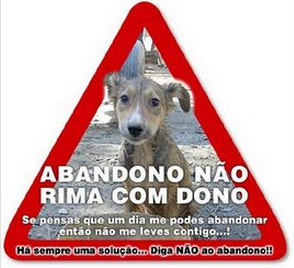 ABANDONO NÃO
RIMA COM DONO
Se pensas que um dia me podes abandonar
então não me leves contigo...!
Há sempre uma solução... Diga NÃO ao abandono!!